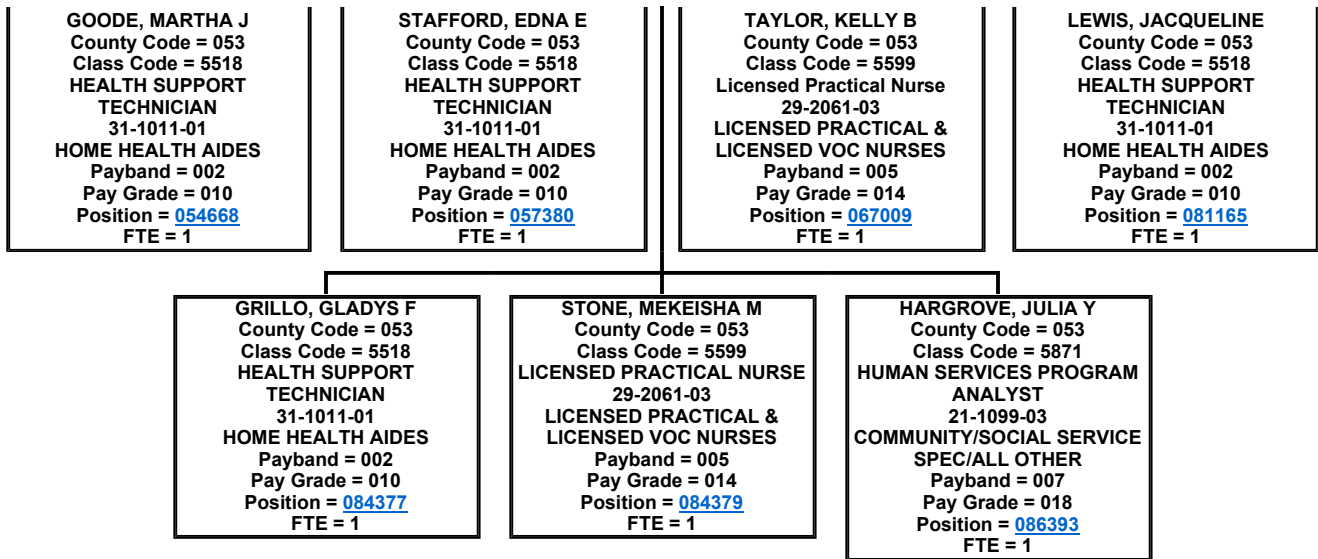 GOODE, MARTHA J
County Code = 053
Class Code = 5518
HEALTH SUPPORT
TECHNICIAN
31-1011-01
HOME HEALTH AIDES
Payband = 002
Pay Grade = 010
Position = 054668
FTE = 1
STAFFORD, EDNA E
County Code = 053
Class Code = 5518
HEALTH SUPPORT
TECHNICIAN
31-1011-01
HOME HEALTH AIDES
Payband = 002
Pay Grade = 010
Position = 057380
FTE = 1
TAYLOR, KELLY B
County Code = 053
Class Code = 5599
Licensed Practical Nurse
29-2061-03
LICENSED PRACTICAL &
LICENSED VOC NURSES
Payband = 005
Pay Grade = 014
Position = 067009
FTE = 1
LEWIS, JACQUELINE
County Code = 053
Class Code = 5518
HEALTH SUPPORT
TECHNICIAN
31-1011-01
HOME HEALTH AIDES
Payband = 002
Pay Grade = 010
Position = 081165
FTE = 1
GRILLO, GLADYS F
County Code = 053
Class Code = 5518
HEALTH SUPPORT
TECHNICIAN
31-1011-01
HOME HEALTH AIDES
Payband = 002
Pay Grade = 010
Position = 084377
FTE = 1
STONE, MEKEISHA M
County Code = 053
Class Code = 5599
LICENSED PRACTICAL NURSE
29-2061-03
LICENSED PRACTICAL &
LICENSED VOC NURSES
Payband = 005
Pay Grade = 014
Position = 084379
FTE = 1
HARGROVE, JULIA Y
County Code = 053
Class Code = 5871
HUMAN SERVICES PROGRAM
ANALYST
21-1099-03
COMMUNITY/SOCIAL SERVICE
SPEC/ALL OTHER
Payband = 007
Pay Grade = 018
Position = 086393
FTE = 1